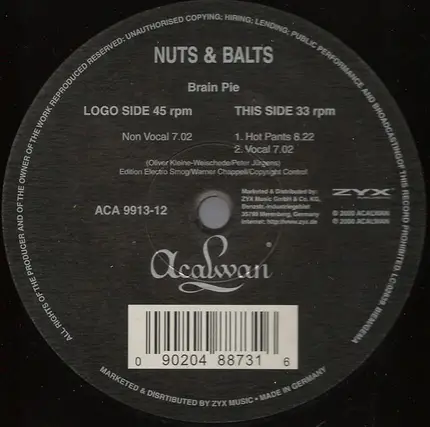 ALL RIGHTS OF THE PRODUCER AND OF THE OWNER OF THE WORK REPRODUCED RESERVED; UNAUTHORISED COPYING; HIRING; LENDING; PUBLIC PERFORMANCE AND BROADCASTING OF THIS RECORD PROHIBITED
NUTS & BALTS
Brain Pie
LOGO SIDE 45 rpm
Non Vocal 7.02
THIS SIDE 33 rpm
1. Hot Pants 8.22
2. Vocal 7.02
(Oliver Kleine-Weischede/Peter Jürgens)
Edition Electro Smog/Warner Chappell/Copyright Control
ACA 9913-12
Marketed & Distributed by:
ZYX Music GmbH & Co. KG,
Benzstr. Industriegebiet
35799 Merenberg, Germany
Internet: http://www.zyx.de
ZYX
℗ 2000 ACALWAN
© 2000 ACALWAN
Acalwan
0 90204 88731 6
MARKETED & DISRTIBUTED BY ZYX MUSIC • MADE IN GERMANY